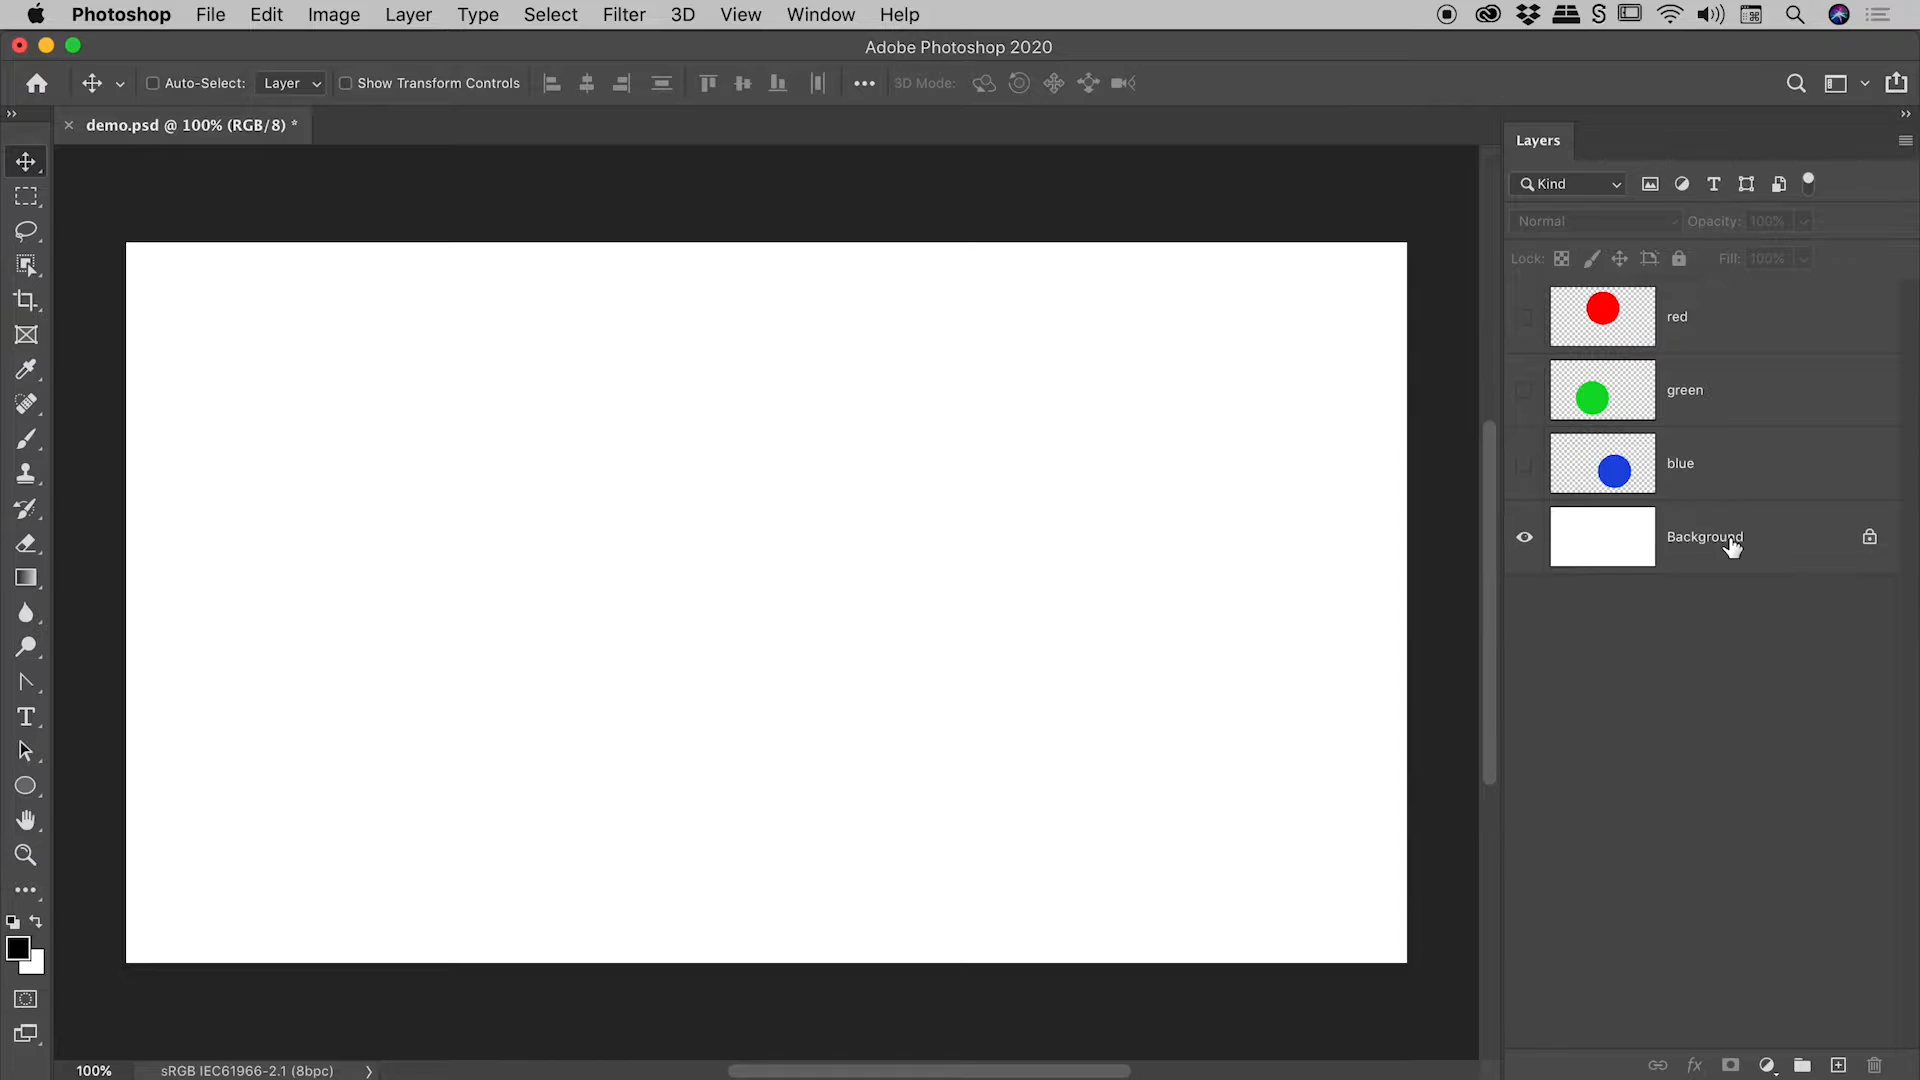 Photoshop File Edit Image Layer Type Select Filter 3D View Window Help
Adobe Photoshop 2020
Auto-Select: Layer Show Transform Controls 3D Mode:
demo.psd @ 100% (RGB/8) *
Layers
Kind
Normal Opacity: 100%
Lock: Fill: 100%
red
green
blue
Background
100% sRGB IEC61966-2.1 (8bpc)